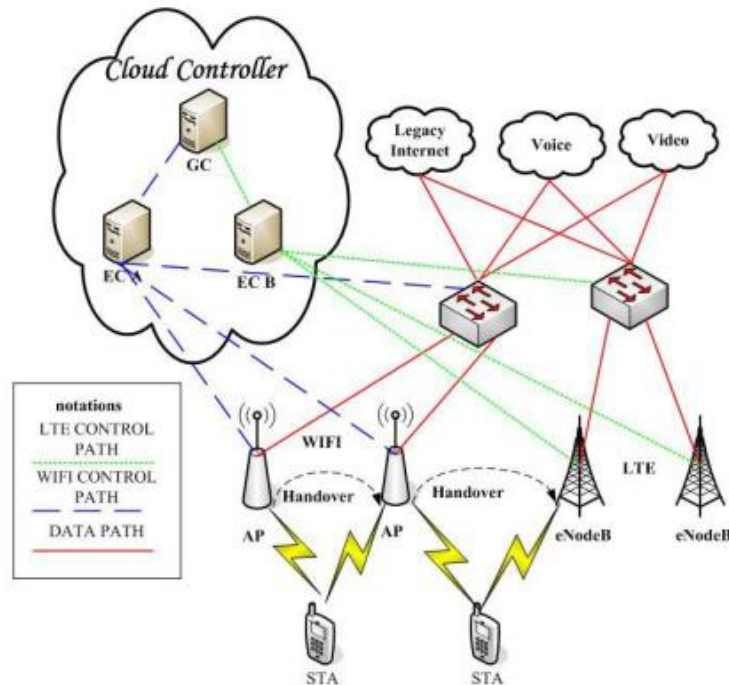 Cloud Controller
GC
EC A
EC B
Legacy
Internet
Voice
Video
notations
LTE CONTROL
PATH
WIFI CONTROL
PATH
DATA PATH
WIFI
LTE
Handover
Handover
AP
AP
eNodeB
eNodeB
STA
STA